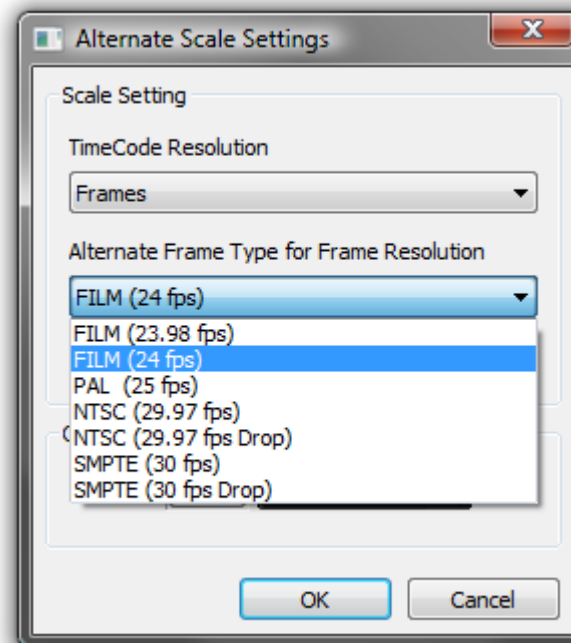 Alternate Scale Settings
Scale Setting
TimeCode Resolution
Frames
Alternate Frame Type for Frame Resolution
FILM (24 fps)
FILM (23.98 fps)
FILM (24 fps)
PAL (25 fps)
NTSC (29.97 fps)
NTSC (29.97 fps Drop)
SMPTE (30 fps)
SMPTE (30 fps Drop)
OK Cancel